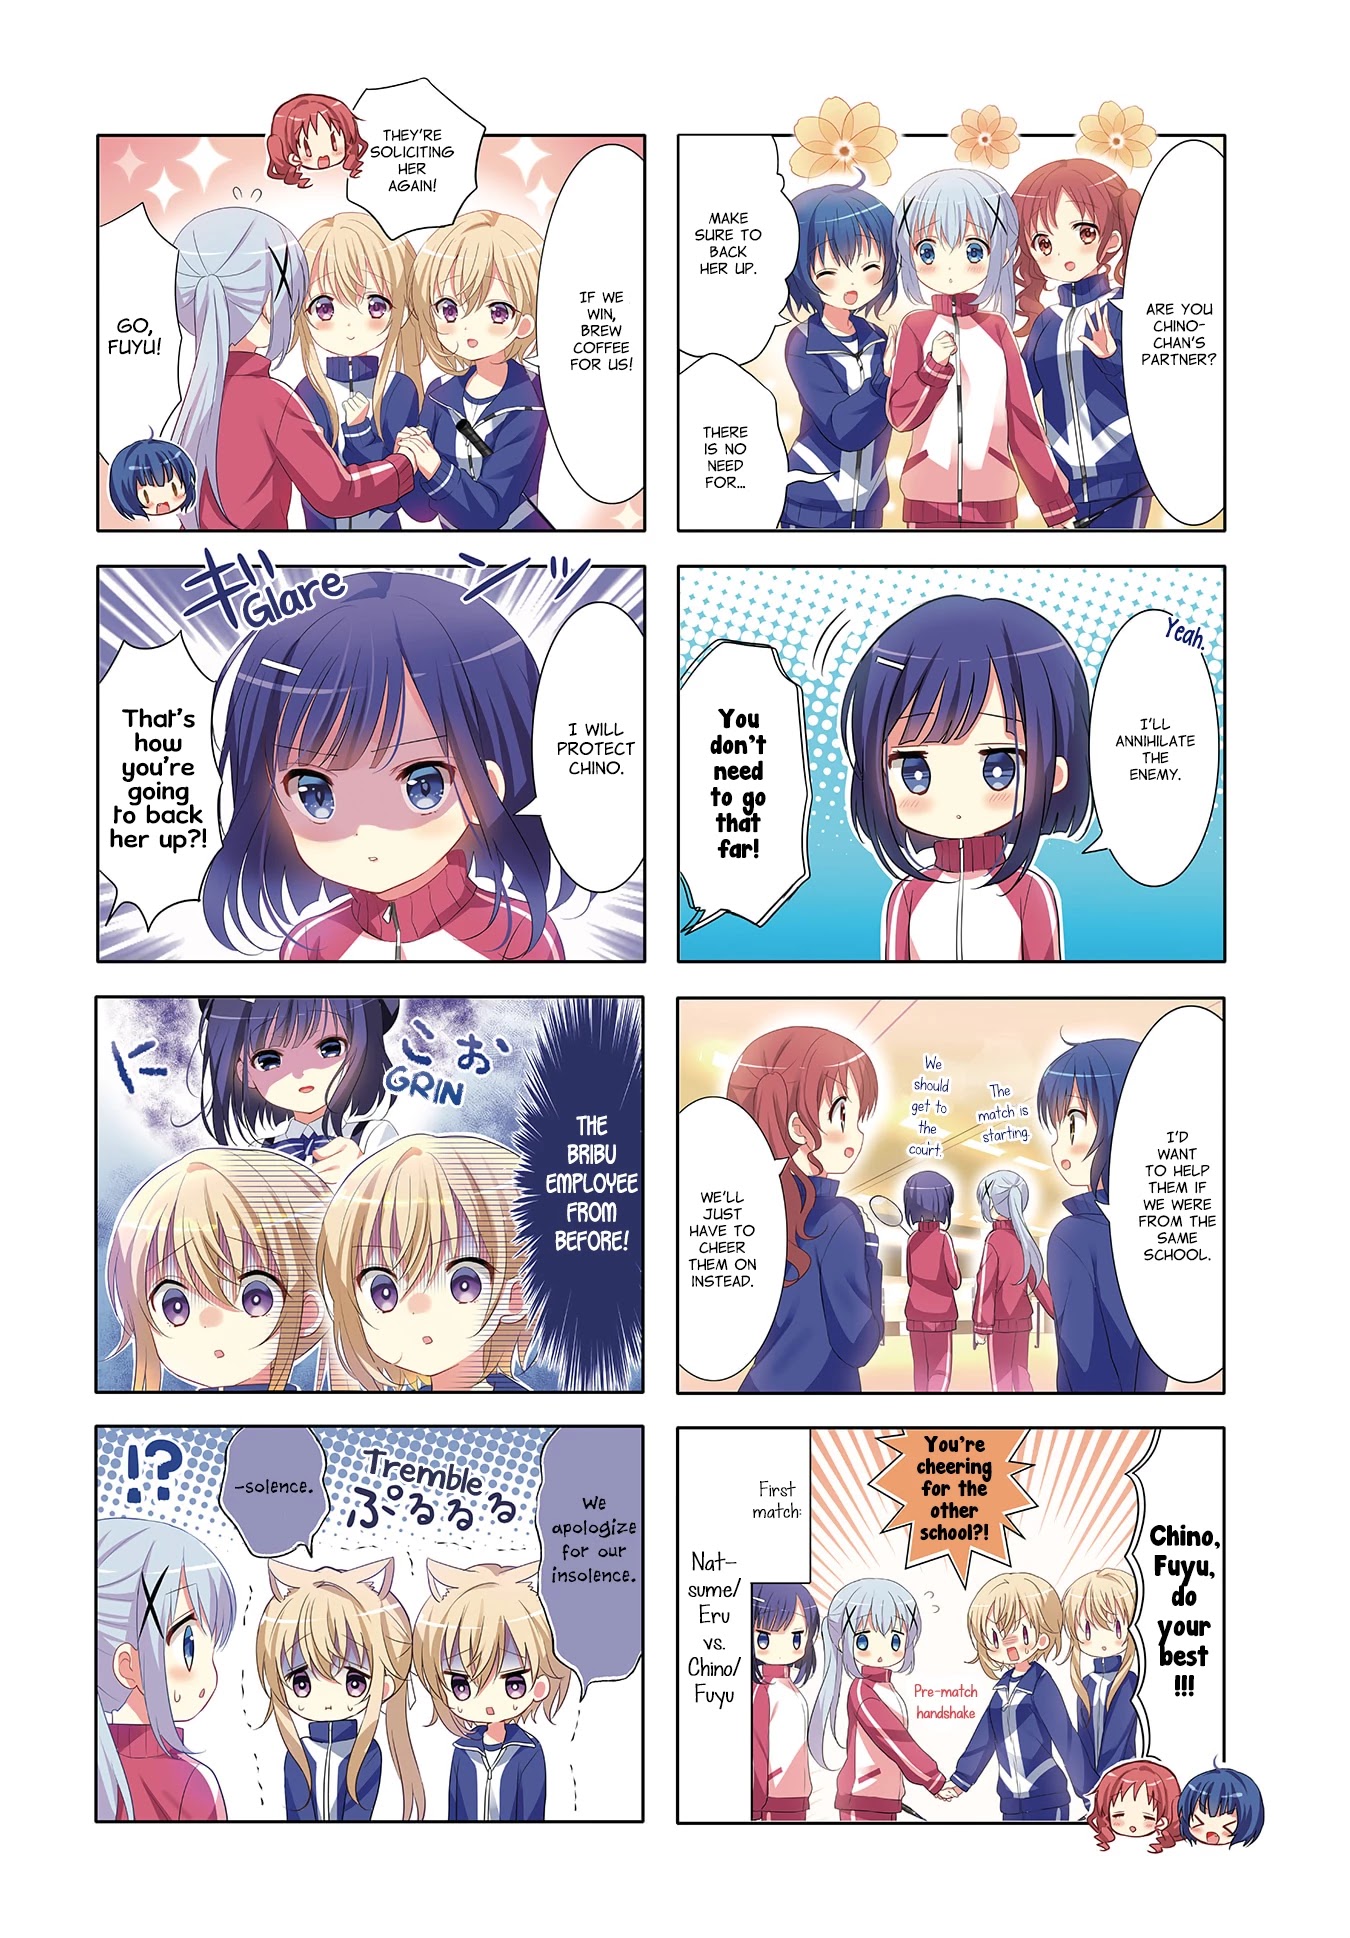 ARE YOU
CHINO-
CHAN'S
PARTNER?
MAKE
SURE TO
BACK
HER UP.
THERE
IS NO
NEED
FOR...
Yeah.
I'LL
ANNIHILATE
THE
ENEMY.
You
don't
need
to go
that
far!
I'D
WANT
TO HELP
THEM IF
WE WERE
FROM THE
SAME
SCHOOL.
The
match is
starting.
We
should
get to
the
court.
WE'LL
JUST
HAVE TO
CHEER
THEM ON
INSTEAD.
Chino,
Fuyu,
do
your
best
!!!
You're
cheering
for the
other
school?!
Pre-match
handshake
First
match:
Nat-
sume/
Eru
vs.
Chino/
Fuyu
IF WE
WIN,
BREW
COFFEE
FOR US!
THEY'RE
SOLICITING
HER
AGAIN!
GO,
FUYU!
ギンッ
Glare
I WILL
PROTECT
CHINO.
That's
how
you're
going
to back
her up?!
THE
BRIBU
EMPLOYEE
FROM
BEFORE!
にこお
GRIN
We
apologize
for our
insolence.
Tremble
ぷるるる
-solence.
!?